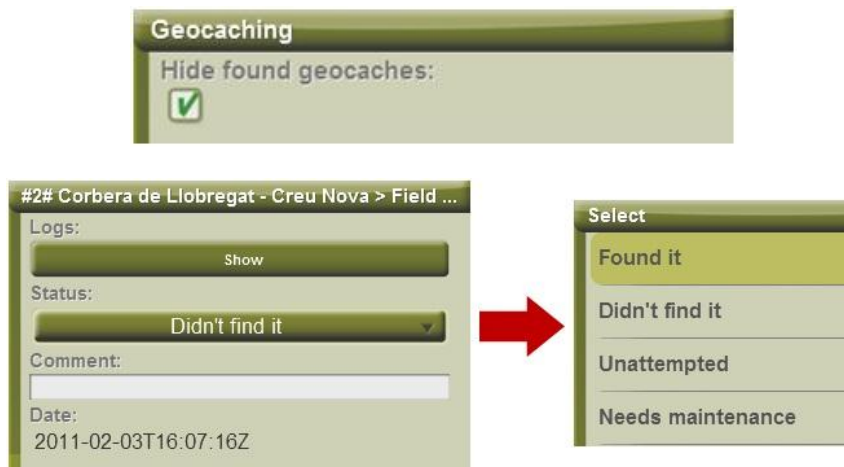 Geocaching
Hide found geocaches:
#2# Corbera de Llobregat - Creu Nova > Field ...
Logs:
Show
Status:
Didn't find it
Comment:
Date:
2011-02-03T16:07:16Z
Select
Found it
Didn't find it
Unattempted
Needs maintenance